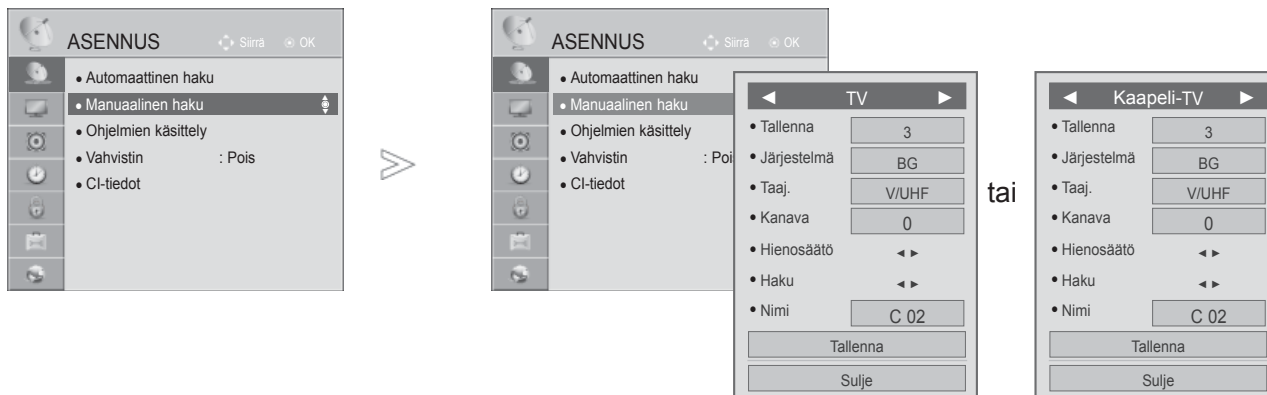 ASENNUS Siirrä OK
• Automaattinen haku
• Manuaalinen haku
• Ohjelmien käsittely
• Vahvistin : Pois
• CI-tiedot
ASENNUS Siirrä OK
• Automaattinen haku
• Manuaalinen haku
• Ohjelmien käsittely
• Vahvistin : Poi
• CI-tiedot
◄ TV ►
• Tallenna 3
• Järjestelmä BG
• Taaj. V/UHF
• Kanava 0
• Hienosäätö ◄ ►
• Haku ◄ ►
• Nimi C 02
Tallenna
Sulje
tai
◄ Kaapeli-TV ►
• Tallenna 3
• Järjestelmä BG
• Taaj. V/UHF
• Kanava 0
• Hienosäätö ◄ ►
• Haku ◄ ►
• Nimi C 02
Tallenna
Sulje